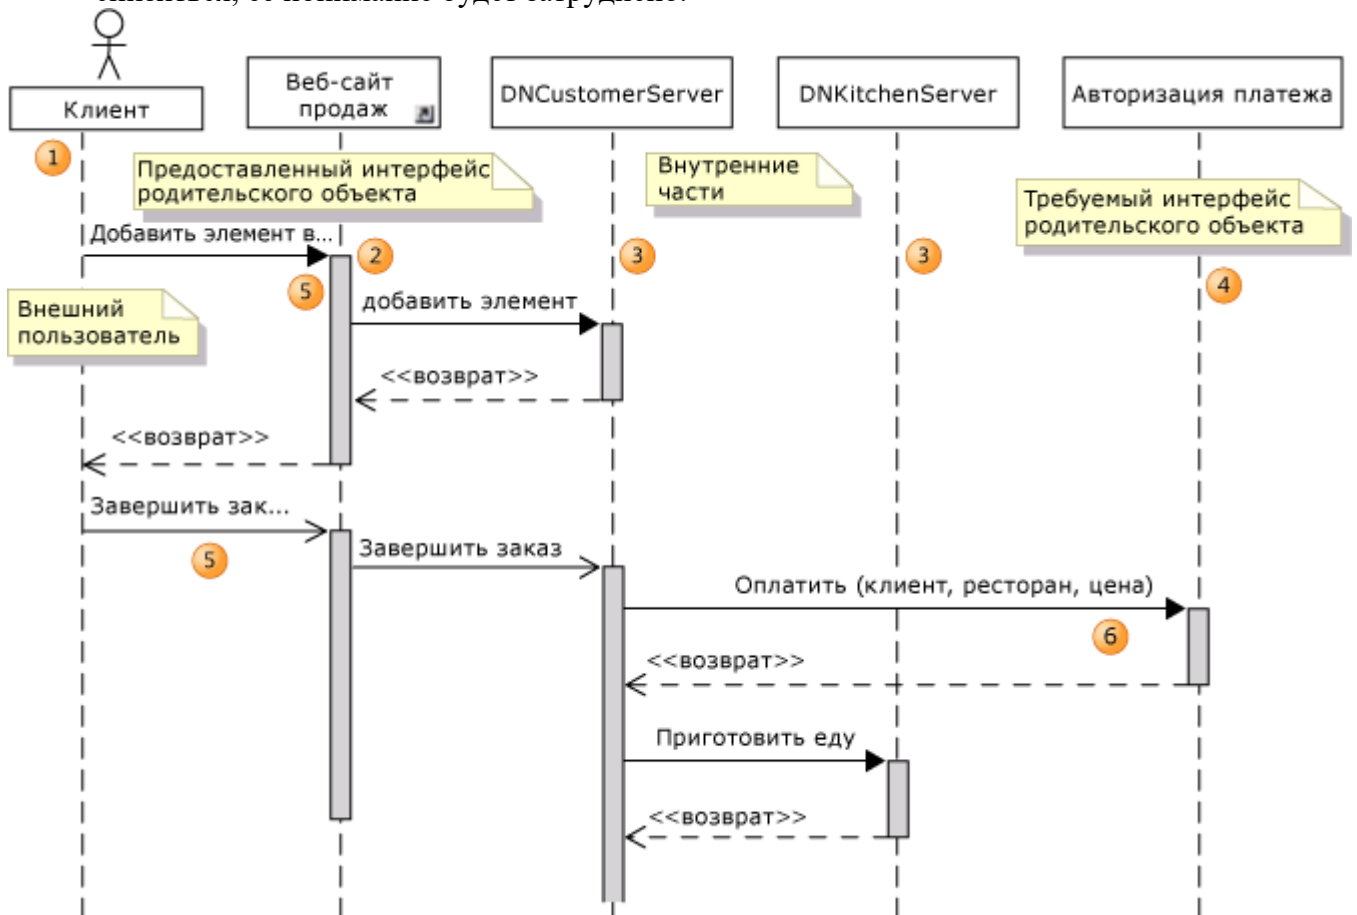 Клиент
Веб-сайт
продаж
DNCustomerServer
DNKitchenServer
Авторизация платежа
1
Предоставленный интерфейс
родительского объекта
Внутренние
части
Требуемый интерфейс
родительского объекта
Добавить элемент в...
2
3
3
4
5
Внешний
пользователь
добавить элемент
<<возврат>>
<<возврат>>
Завершить зак...
5
Завершить заказ
Оплатить (клиент, ресторан, цена)
6
<<возврат>>
Приготовить еду
<<возврат>>